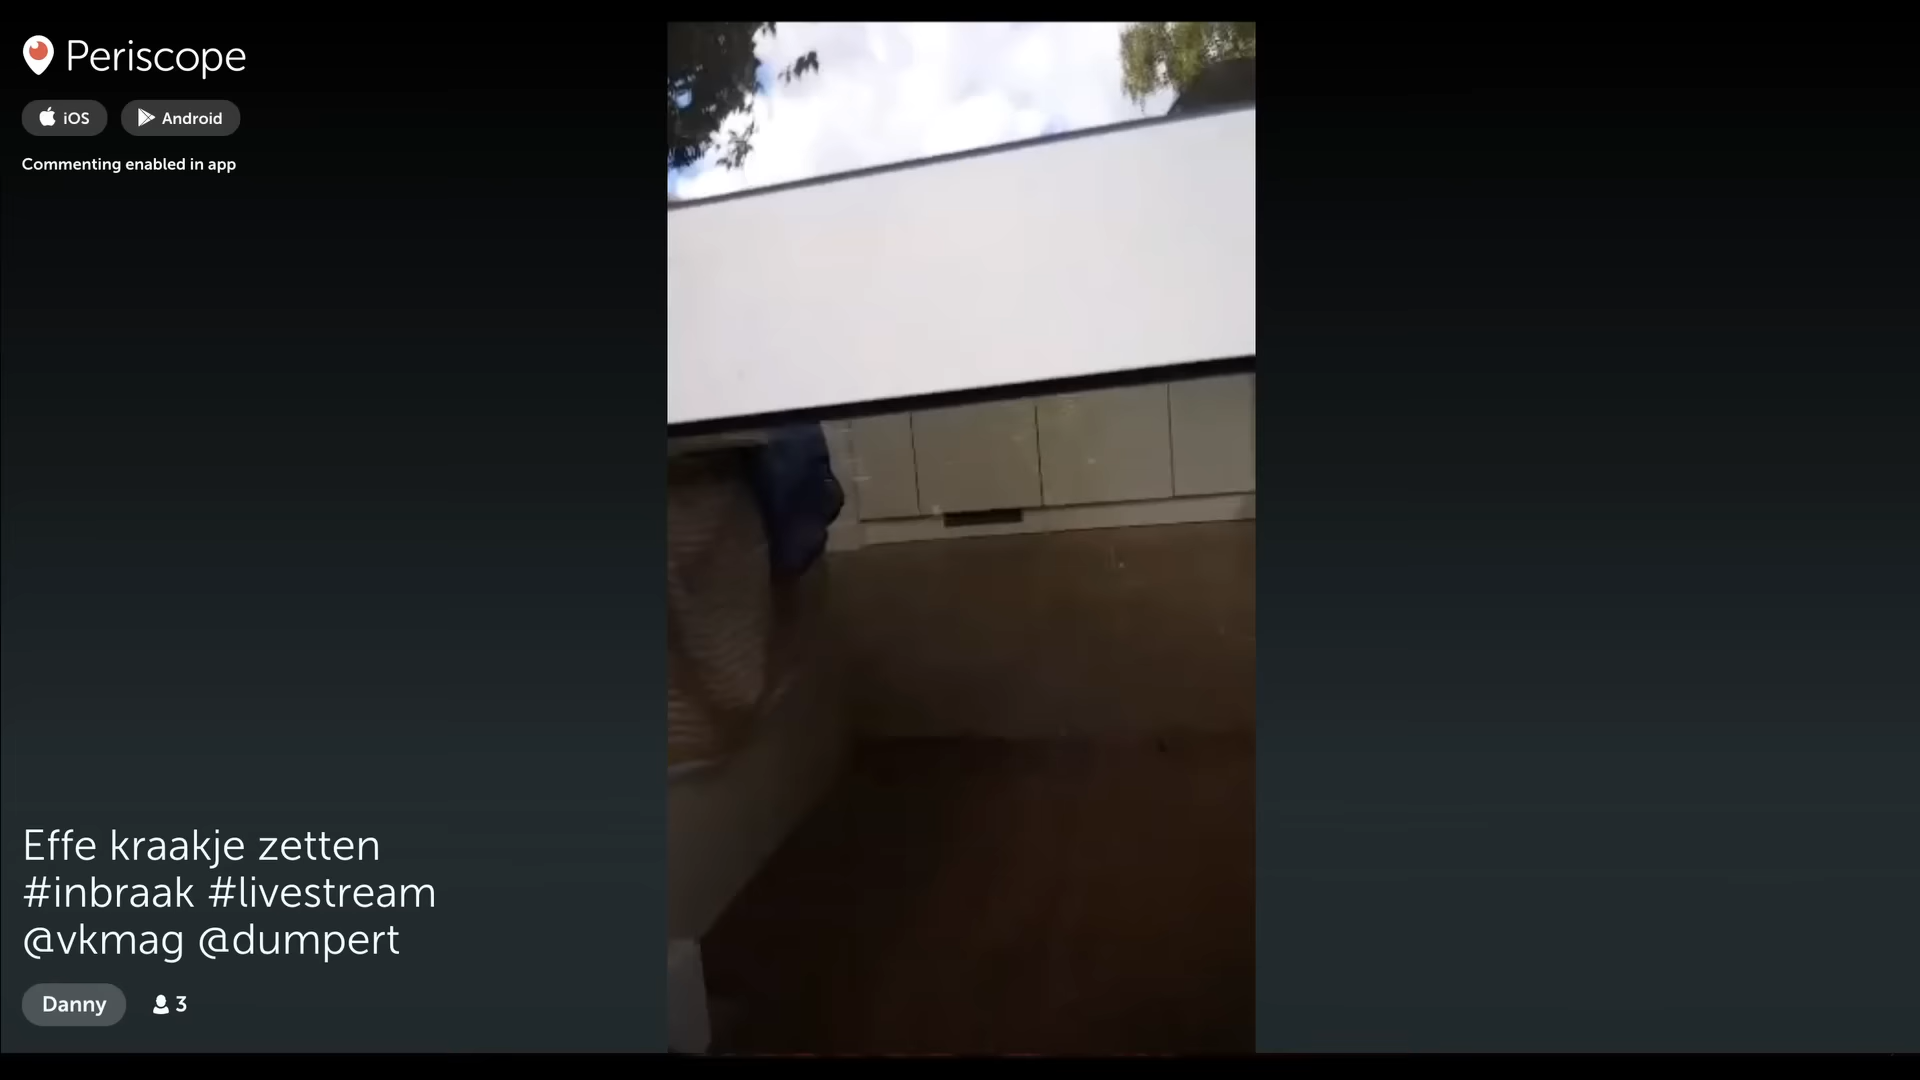 Periscope
iOS
Android
Commenting enabled in app
Effe kraakje zetten
#inbraak #livestream
@vkmag @dumpert
Danny
3